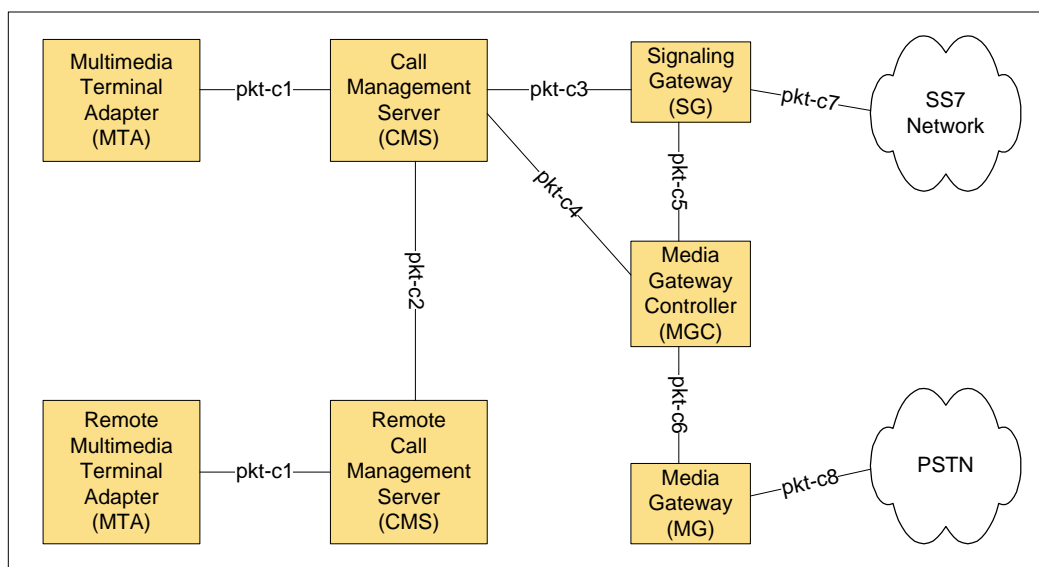 Multimedia
Terminal
Adapter
(MTA)
pkt-c1
Call
Management
Server
(CMS)
pkt-c3
Signaling
Gateway
(SG)
pkt-c7
SS7
Network
pkt-c4
pkt-c5
pkt-c2
Media
Gateway
Controller
(MGC)
pkt-c6
Remote
Multimedia
Terminal
Adapter
(MTA)
pkt-c1
Remote
Call
Management
Server
(CMS)
Media
Gateway
(MG)
pkt-c8
PSTN